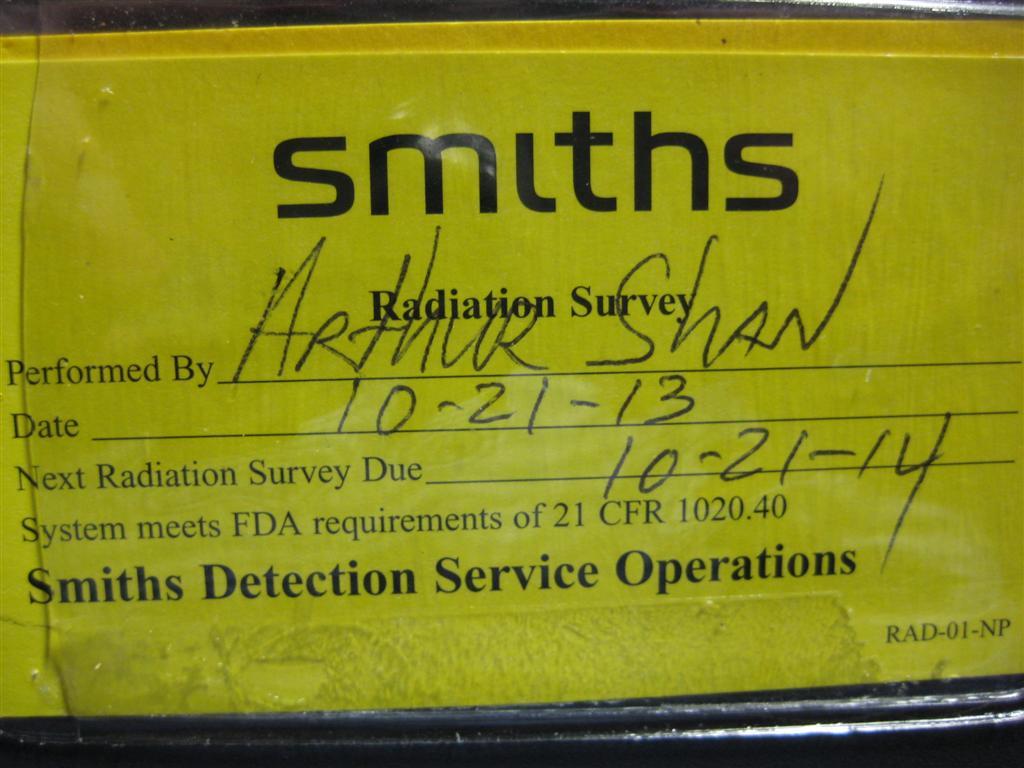 smiths
Radiation Survey
Performed By ARTHUR SHAN
Date 10-21-13
Next Radiation Survey Due 10-21-14
System meets FDA requirements of 21 CFR 1020.40
Smiths Detection Service Operations
RAD-01-NP